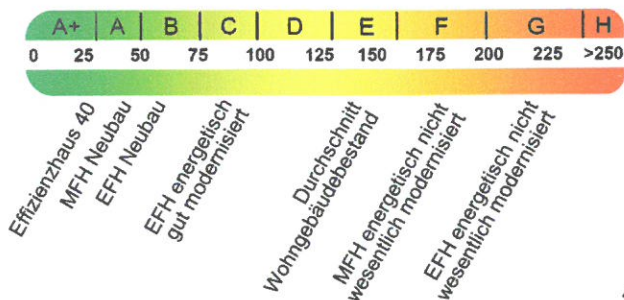 A+ A B C D E F G H
0 25 50 75 100 125 150 175 200 225 >250
Effizienzhaus 40
MFH Neubau
EFH Neubau
EFH energetisch
gut modernisiert
Durchschnitt
Wohngebäudebestand
MFH energetisch nicht
wesentlich modernisiert
EFH energetisch nicht
wesentlich modernisiert